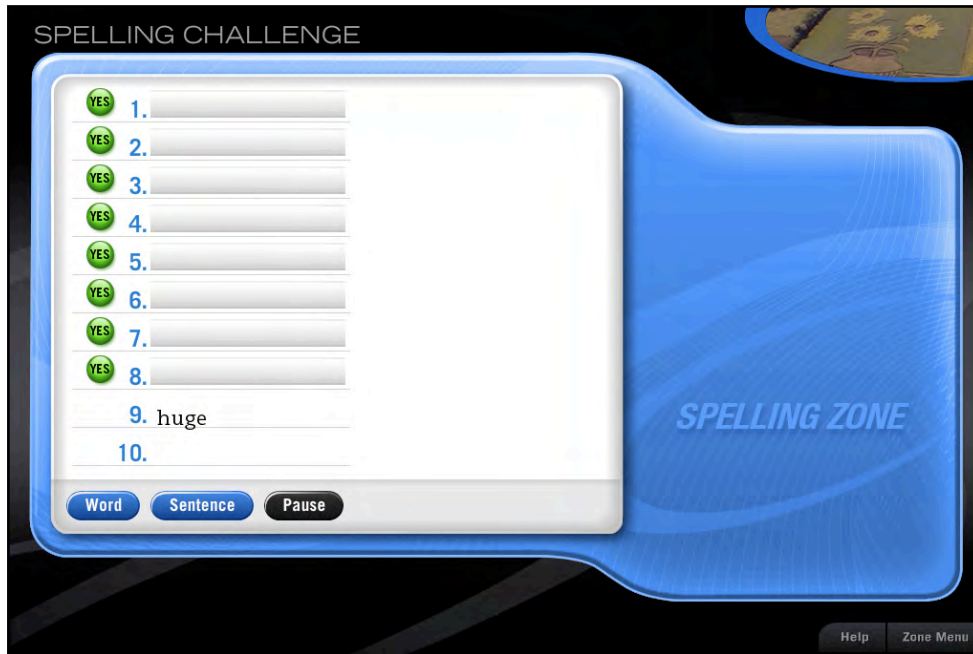 SPELLING CHALLENGE
YES 1.
YES 2.
YES 3.
YES 4.
YES 5.
YES 6.
YES 7.
YES 8.
9. huge
10.
SPELLING ZONE
Word Sentence Pause
Help Zone Menu